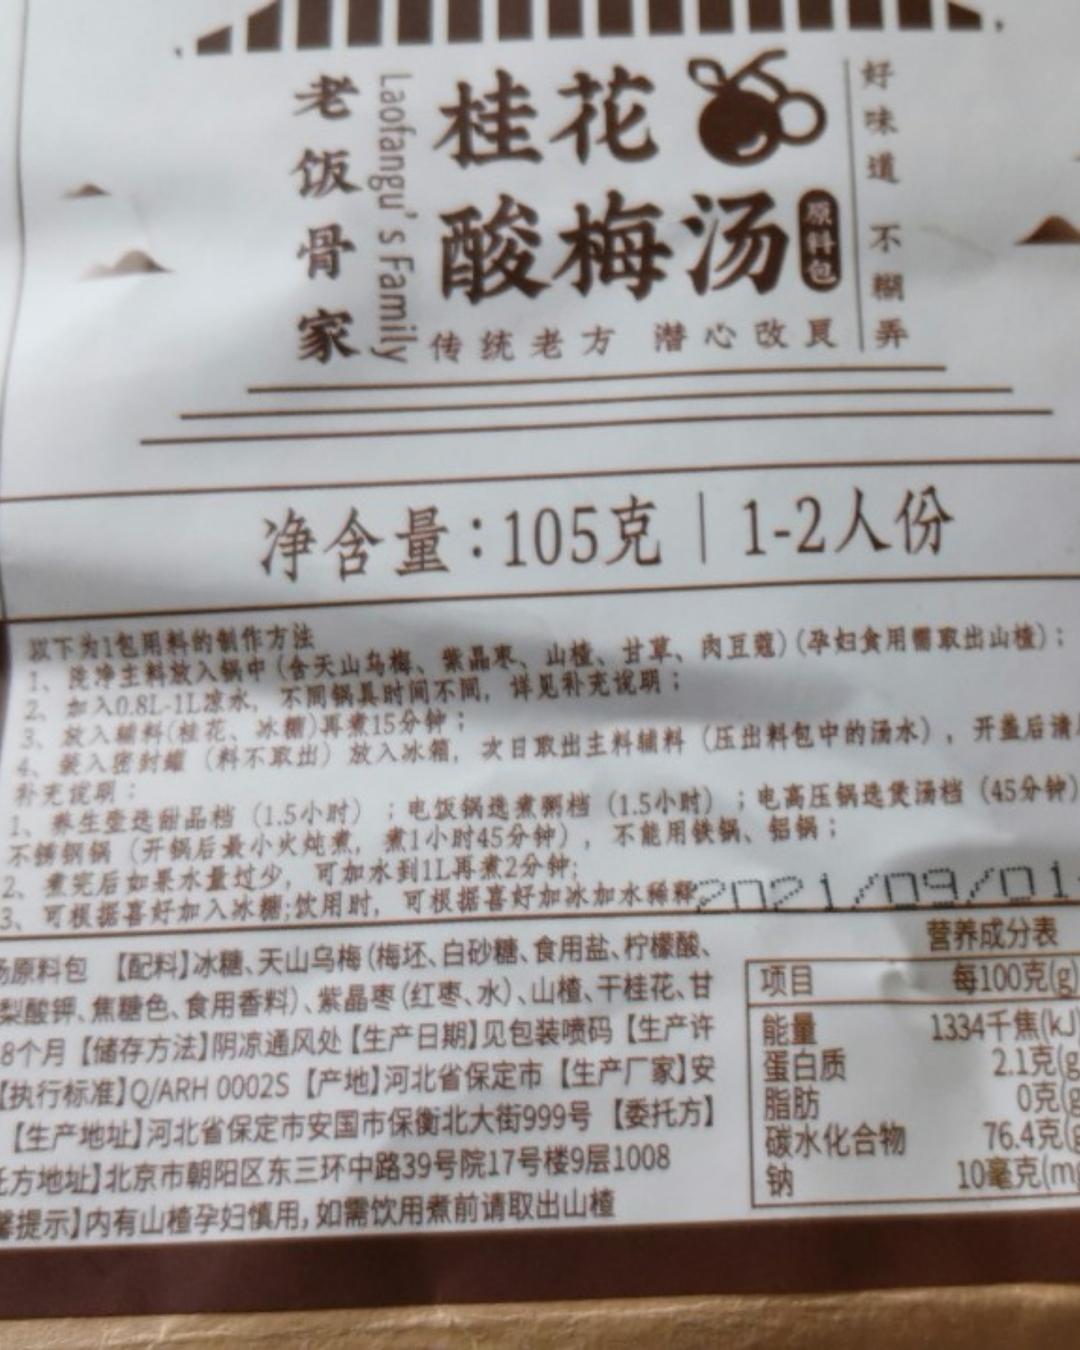 老饭骨家
Laofangu's Family
桂花
酸梅汤
原料包
传统老方 潜心改良
好味道 不糊弄
净含量：105克｜1-2人份
以下为1包用料的制作方法
1、洗净主料放入锅中（含天山乌梅、紫晶枣、山楂、甘草、肉豆蔻）（孕妇食用需取出山楂）；
2、加入0.8L-1L凉水，不同锅具时间不同，详见补充说明；
3、放入辅料(桂花、冰糖)再煮15分钟；
4、装入密封罐（料不取出）放入冰箱，次日取出主料辅料（压出料包中的汤水），开盖后请
补充说明：
1、养生壶选甜品档（1.5小时）；电饭锅选煮粥档（1.5小时）；电高压锅选煲汤档（45分钟）
不锈钢锅（开锅后最小火炖煮，煮1小时45分钟），不能用铁锅、铝锅；
2、煮完后如果水量过少，可加水到1L再煮2分钟；
3、可根据喜好加入冰糖;饮用时，可根据喜好加冰加水稀释
2021/09/01
汤原料包 【配料】冰糖、天山乌梅（梅坯、白砂糖、食用盐、柠檬酸、
梨酸钾、焦糖色、食用香料）、紫晶枣（红枣、水）、山楂、干桂花、甘
8个月【储存方法】阴凉通风处【生产日期】见包装喷码【生产许
【执行标准】Q/ARH 0002S【产地】河北省保定市【生产厂家】安
【生产地址】河北省保定市安国市保衡北大街999号【委托方】
托方地址】北京市朝阳区东三环中路39号院17号楼9层1008
馨提示】内有山楂孕妇慎用，如需饮用煮前请取出山楂
营养成分表
项目 每100克(g)
能量 1334千焦(kJ)
蛋白质 2.1克(g
脂肪 0克(g
碳水化合物 76.4克(g
钠 10毫克(mg